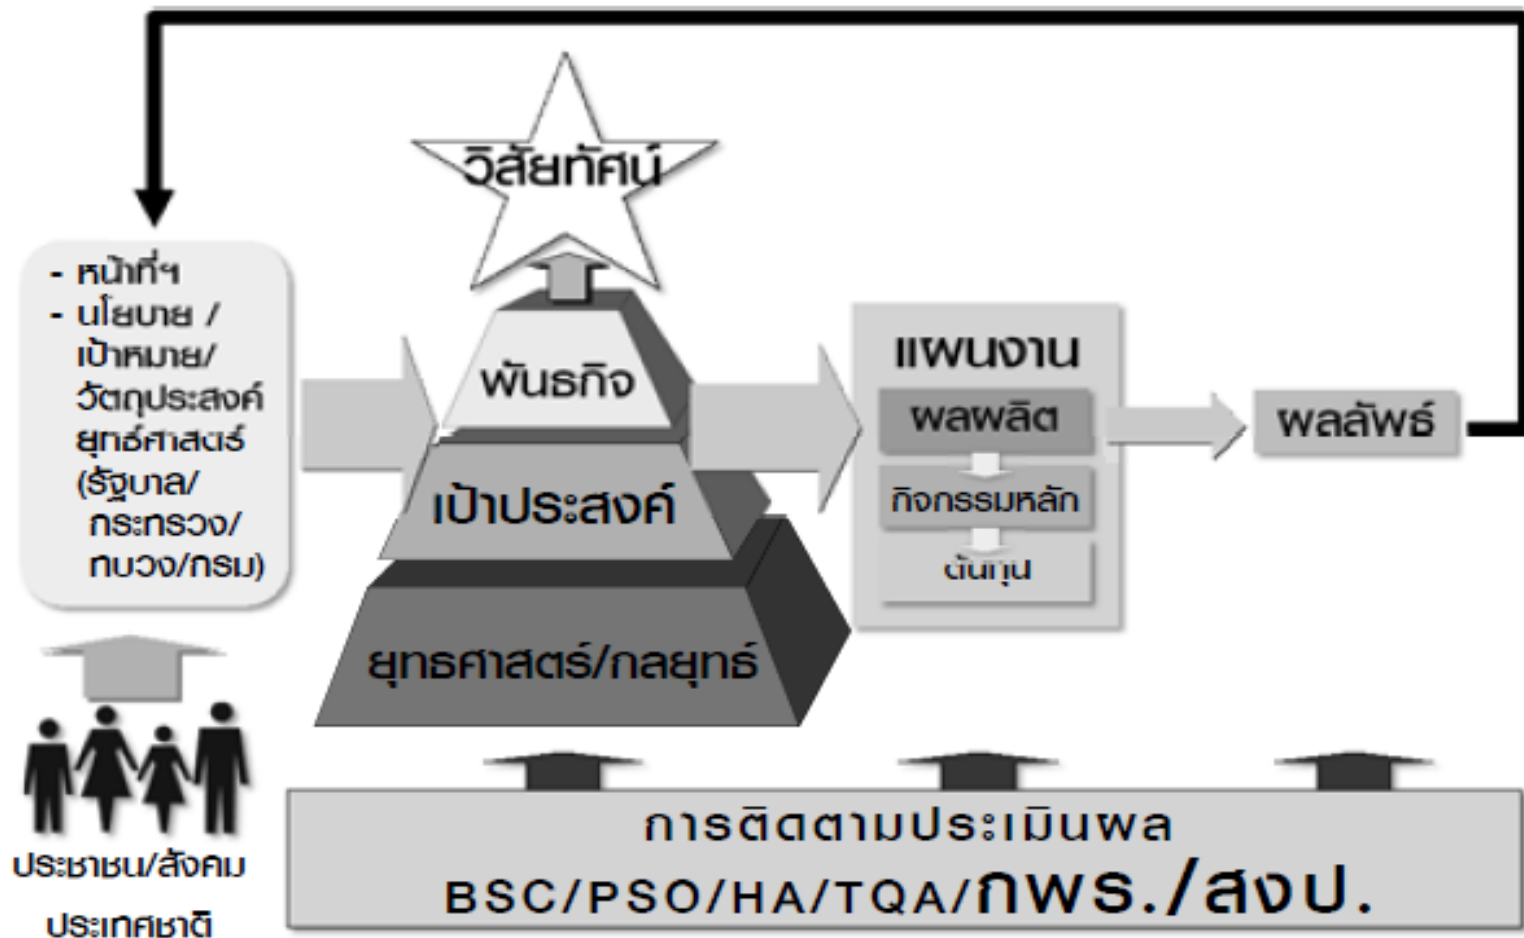 วิสัยทัศน์
- หน้าที่ฯ
- นโยบาย /
เป้าหมาย/
วัตถุประสงค์
ยุทธ์ศาสตร์
(รัฐบาล/
กระทรวง/
ทบวง/กรม)
พันธกิจ
เป้าประสงค์
ยุทธศาสตร์/กลยุทธ์
แผนงาน
ผลผลิต
กิจกรรมหลัก
ต้นทุน
ผลลัพธ์
ประชาชน/สังคม
ประเทศชาติ
การติดตามประเมินผล
BSC/PSO/HA/TQA/กพร./สงป.